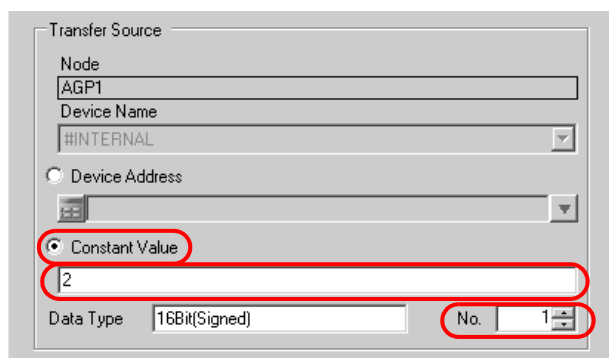 Transfer Source
Node
AGP1
Device Name
#INTERNAL
Device Address
Constant Value
2
Data Type 16Bit(Signed) No. 1